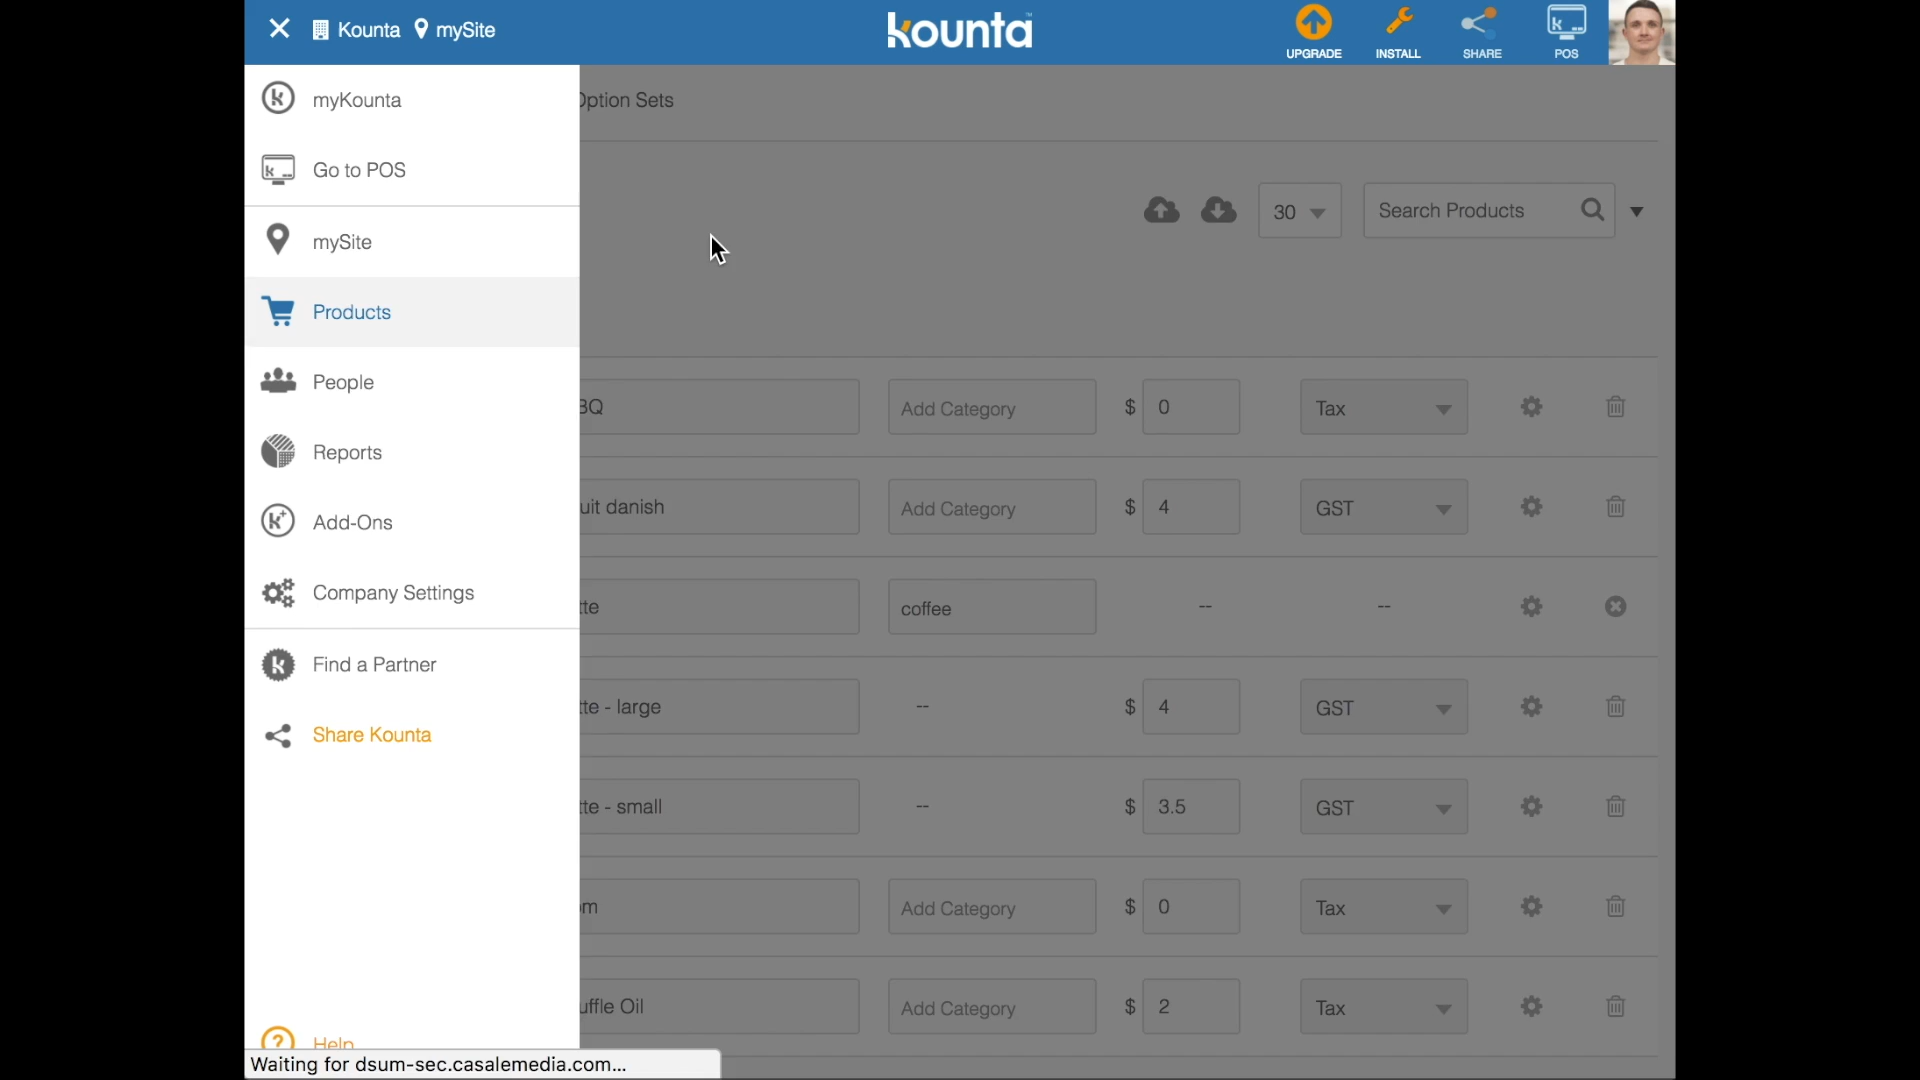 Kounta mySite
kounta
UPGRADE
INSTALL
SHARE
POS
myKounta
Go to POS
mySite
Products
People
Reports
Add-Ons
Company Settings
Find a Partner
Share Kounta
Help
Option Sets
30
Search Products
BQ Add Category $ 0 Tax
uit danish Add Category $ 4 GST
tte coffee -- --
tte - large -- $ 4 GST
tte - small -- $ 3.5 GST
om Add Category $ 0 Tax
uffle Oil Add Category $ 2 Tax
Waiting for dsum-sec.casalemedia.com...